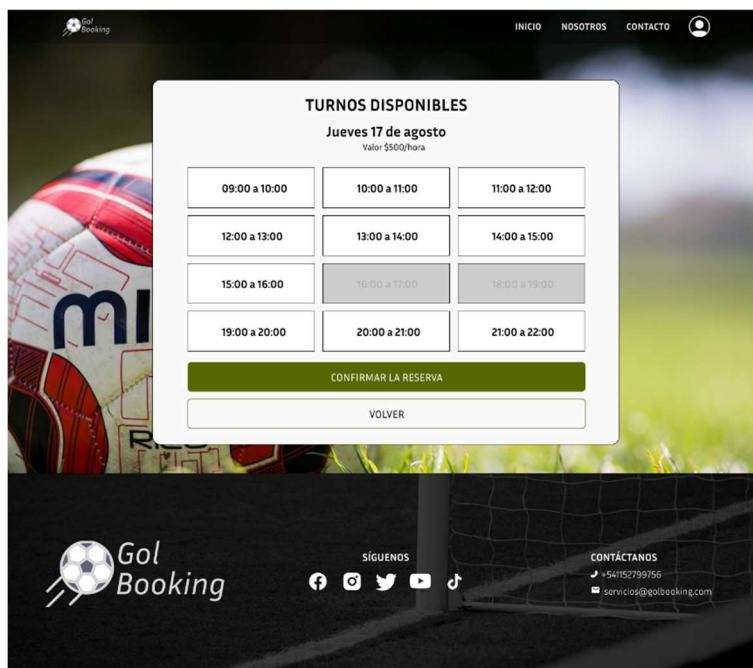 Gol
Booking
INICIO NOSOTROS CONTACTO
TURNOS DISPONIBLES
Jueves 17 de agosto
Valor $500/hora
09:00 a 10:00 10:00 a 11:00 11:00 a 12:00
12:00 a 13:00 13:00 a 14:00 14:00 a 15:00
15:00 a 16:00 16:00 a 17:00 18:00 a 19:00
19:00 a 20:00 20:00 a 21:00 21:00 a 22:00
MI
CONFIRMAR LA RESERVA
VOLVER
Gol
Booking
SÍGUENOS
CONTÁCTANOS
+541152799756
servicios@golbooking.com